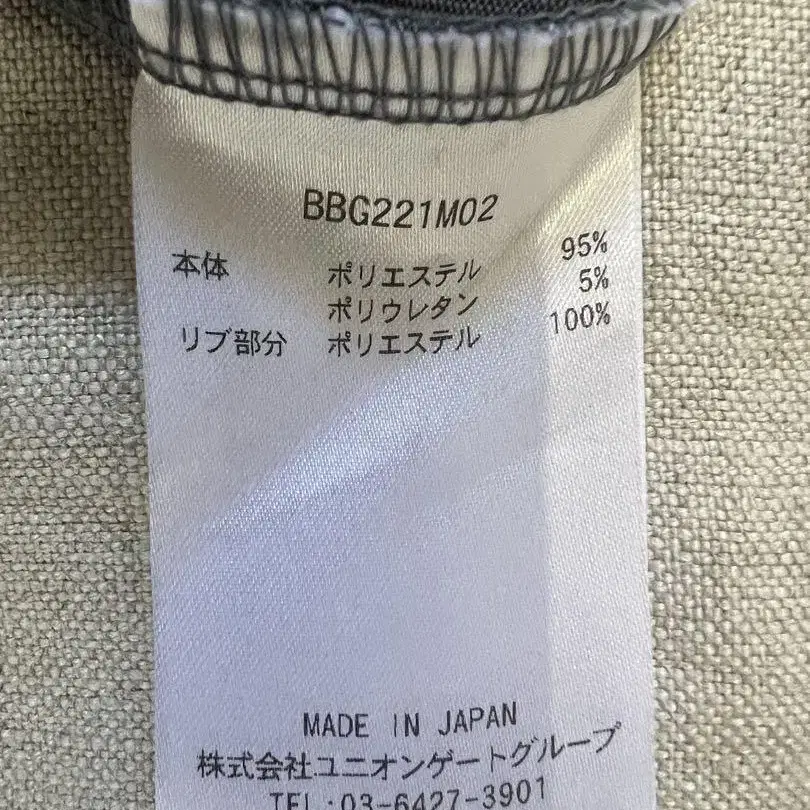 BBG221M02
本体 ポリエステル 95%
ポリウレタン 5%
リブ部分 ポリエステル 100%
MADE IN JAPAN
株式会社ユニオンゲートグループ
TEL:03-6427-3901